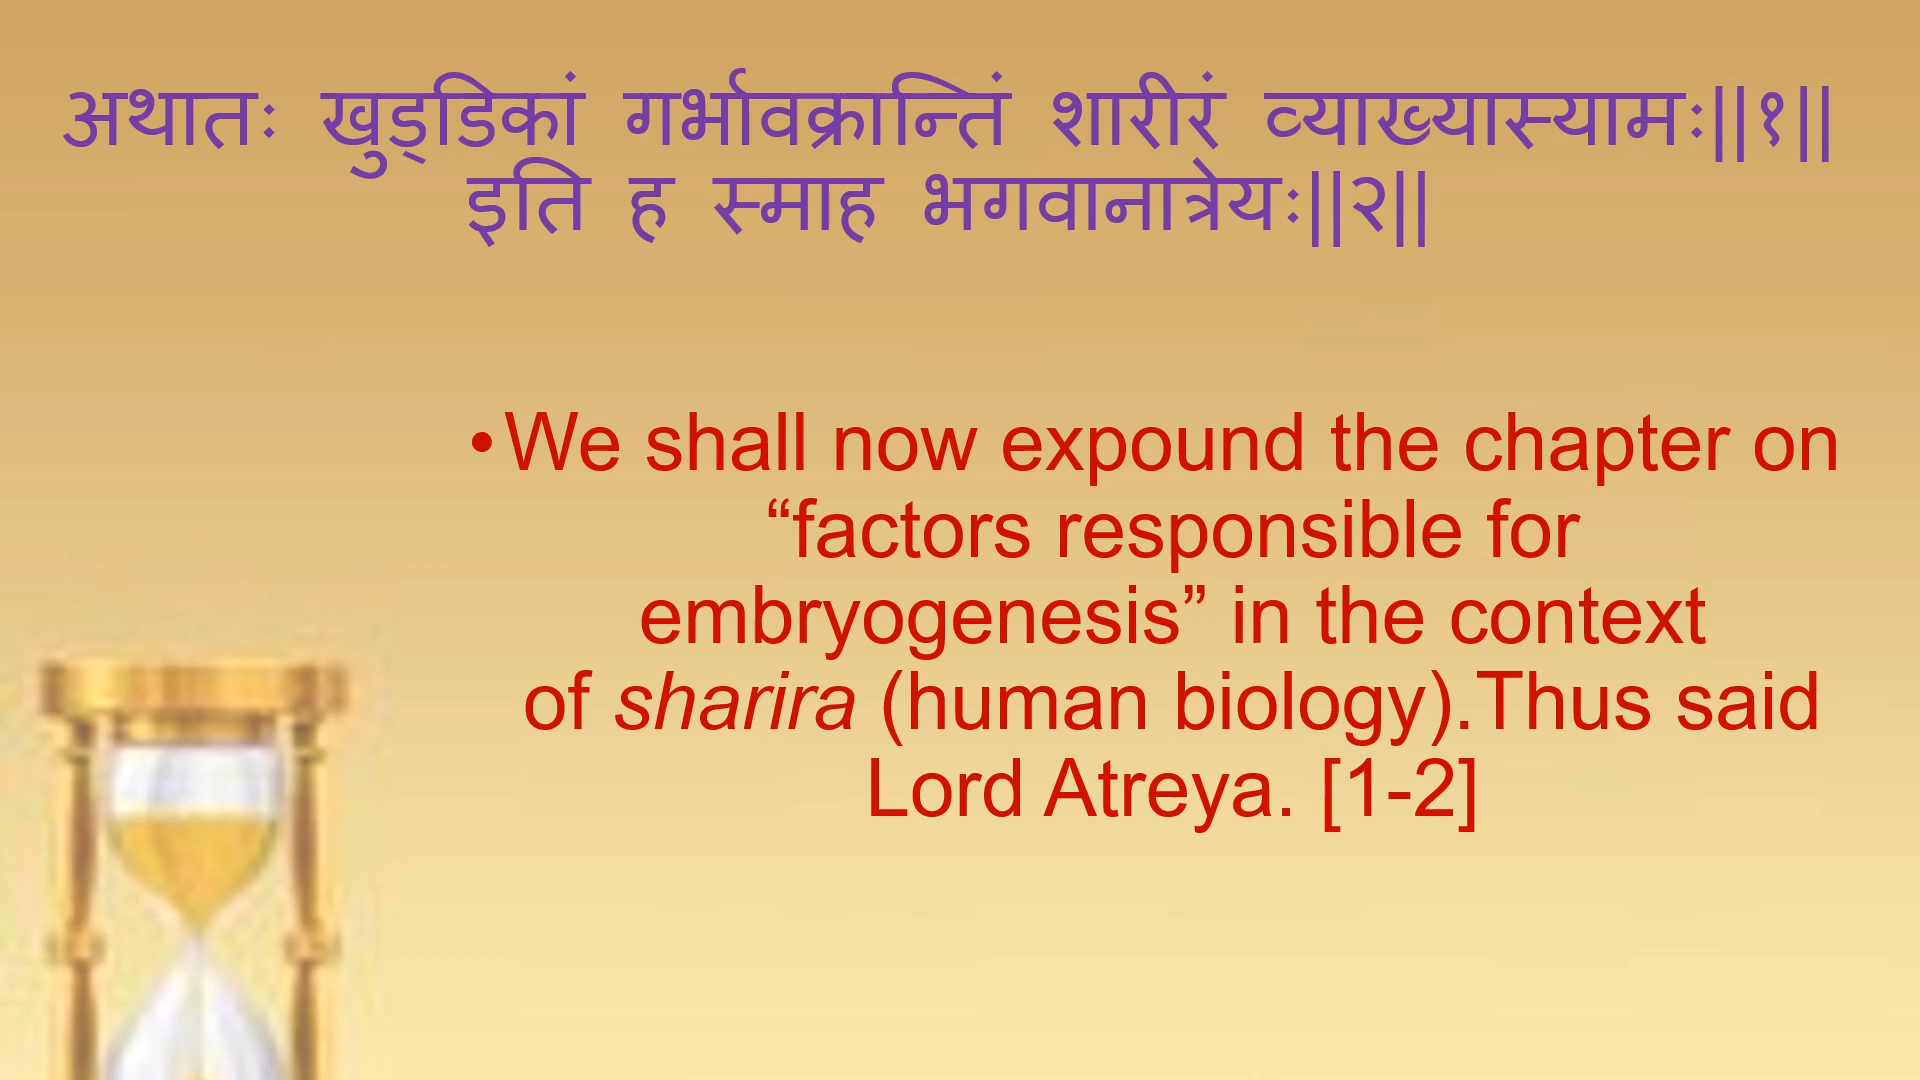 अथातः खुड्डिकां गर्भावक्रान्तिं शारीरं व्याख्यास्यामः||१||
इति ह स्माह भगवानात्रेयः||२||
•We shall now expound the chapter on
“factors responsible for
embryogenesis” in the context
of sharira (human biology).Thus said
Lord Atreya. [1-2]